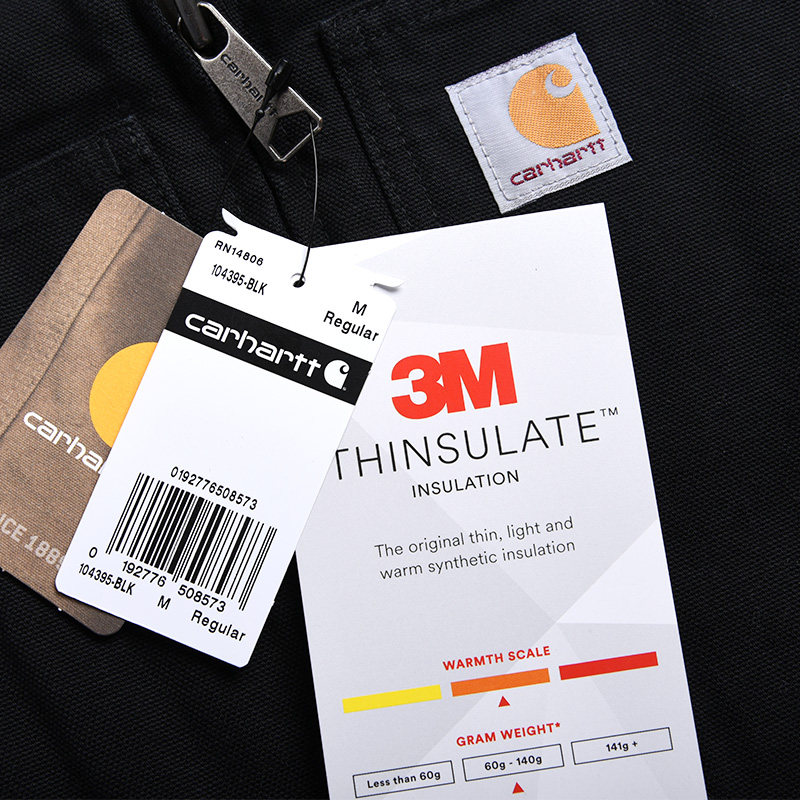 carhartt
carhartt
RN14806
104395-BLK
M
Regular
carhartt
0192776508573
0 192776 508573
104395-BLK M Regular
3M
THINSULATE™
INSULATION
The original thin, light and
warm synthetic insulation
WARMTH SCALE
GRAM WEIGHT*
Less than 60g
60g - 140g
141g +